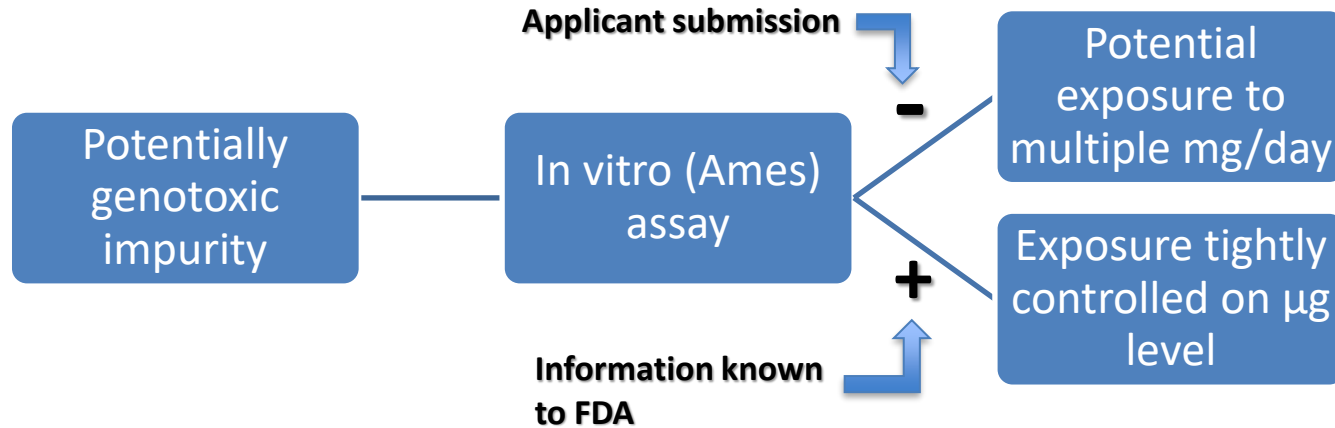 Applicant submission
Potentially
genotoxic
impurity
In vitro (Ames)
assay
-
+
Potential
exposure to
multiple mg/day
Exposure tightly
controlled on µg
level
Information known
to FDA